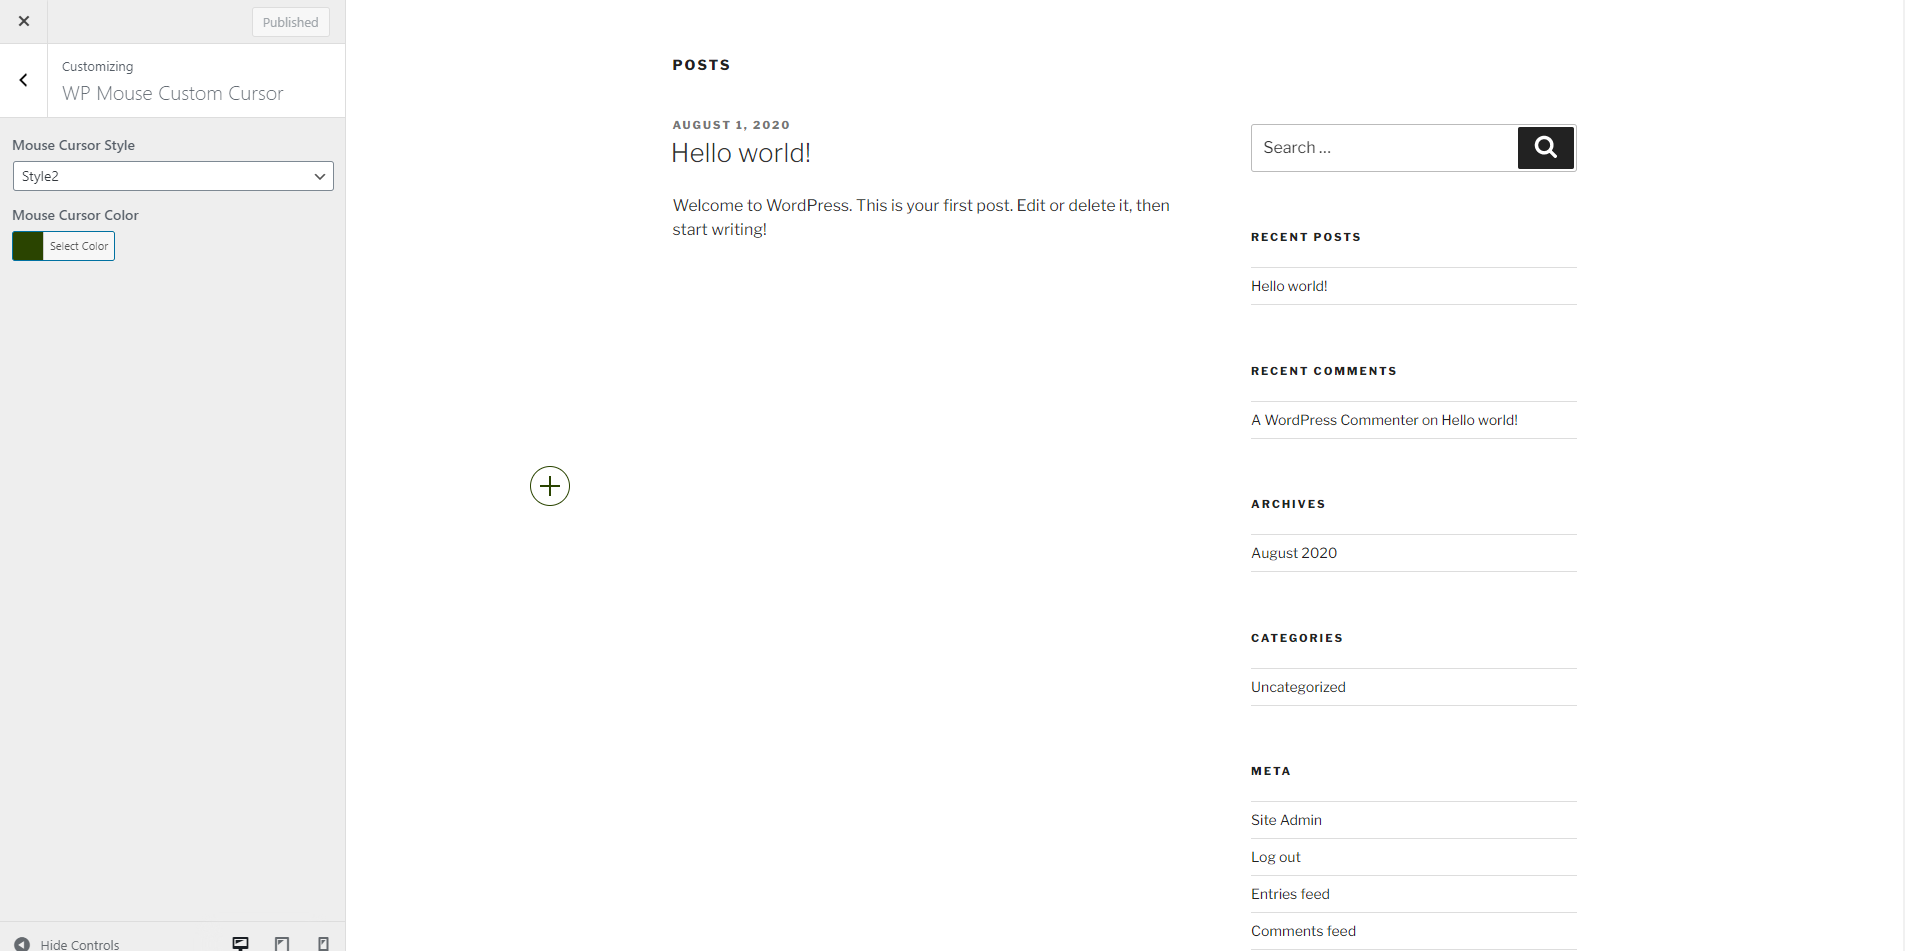 Published
Customizing
WP Mouse Custom Cursor
Mouse Cursor Style
Style2
Mouse Cursor Color
Select Color
Hide Controls
POSTS
AUGUST 1, 2020
Hello world!
Welcome to WordPress. This is your first post. Edit or delete it, then
start writing!
Search …
RECENT POSTS
Hello world!
RECENT COMMENTS
A WordPress Commenter on Hello world!
ARCHIVES
August 2020
CATEGORIES
Uncategorized
META
Site Admin
Log out
Entries feed
Comments feed